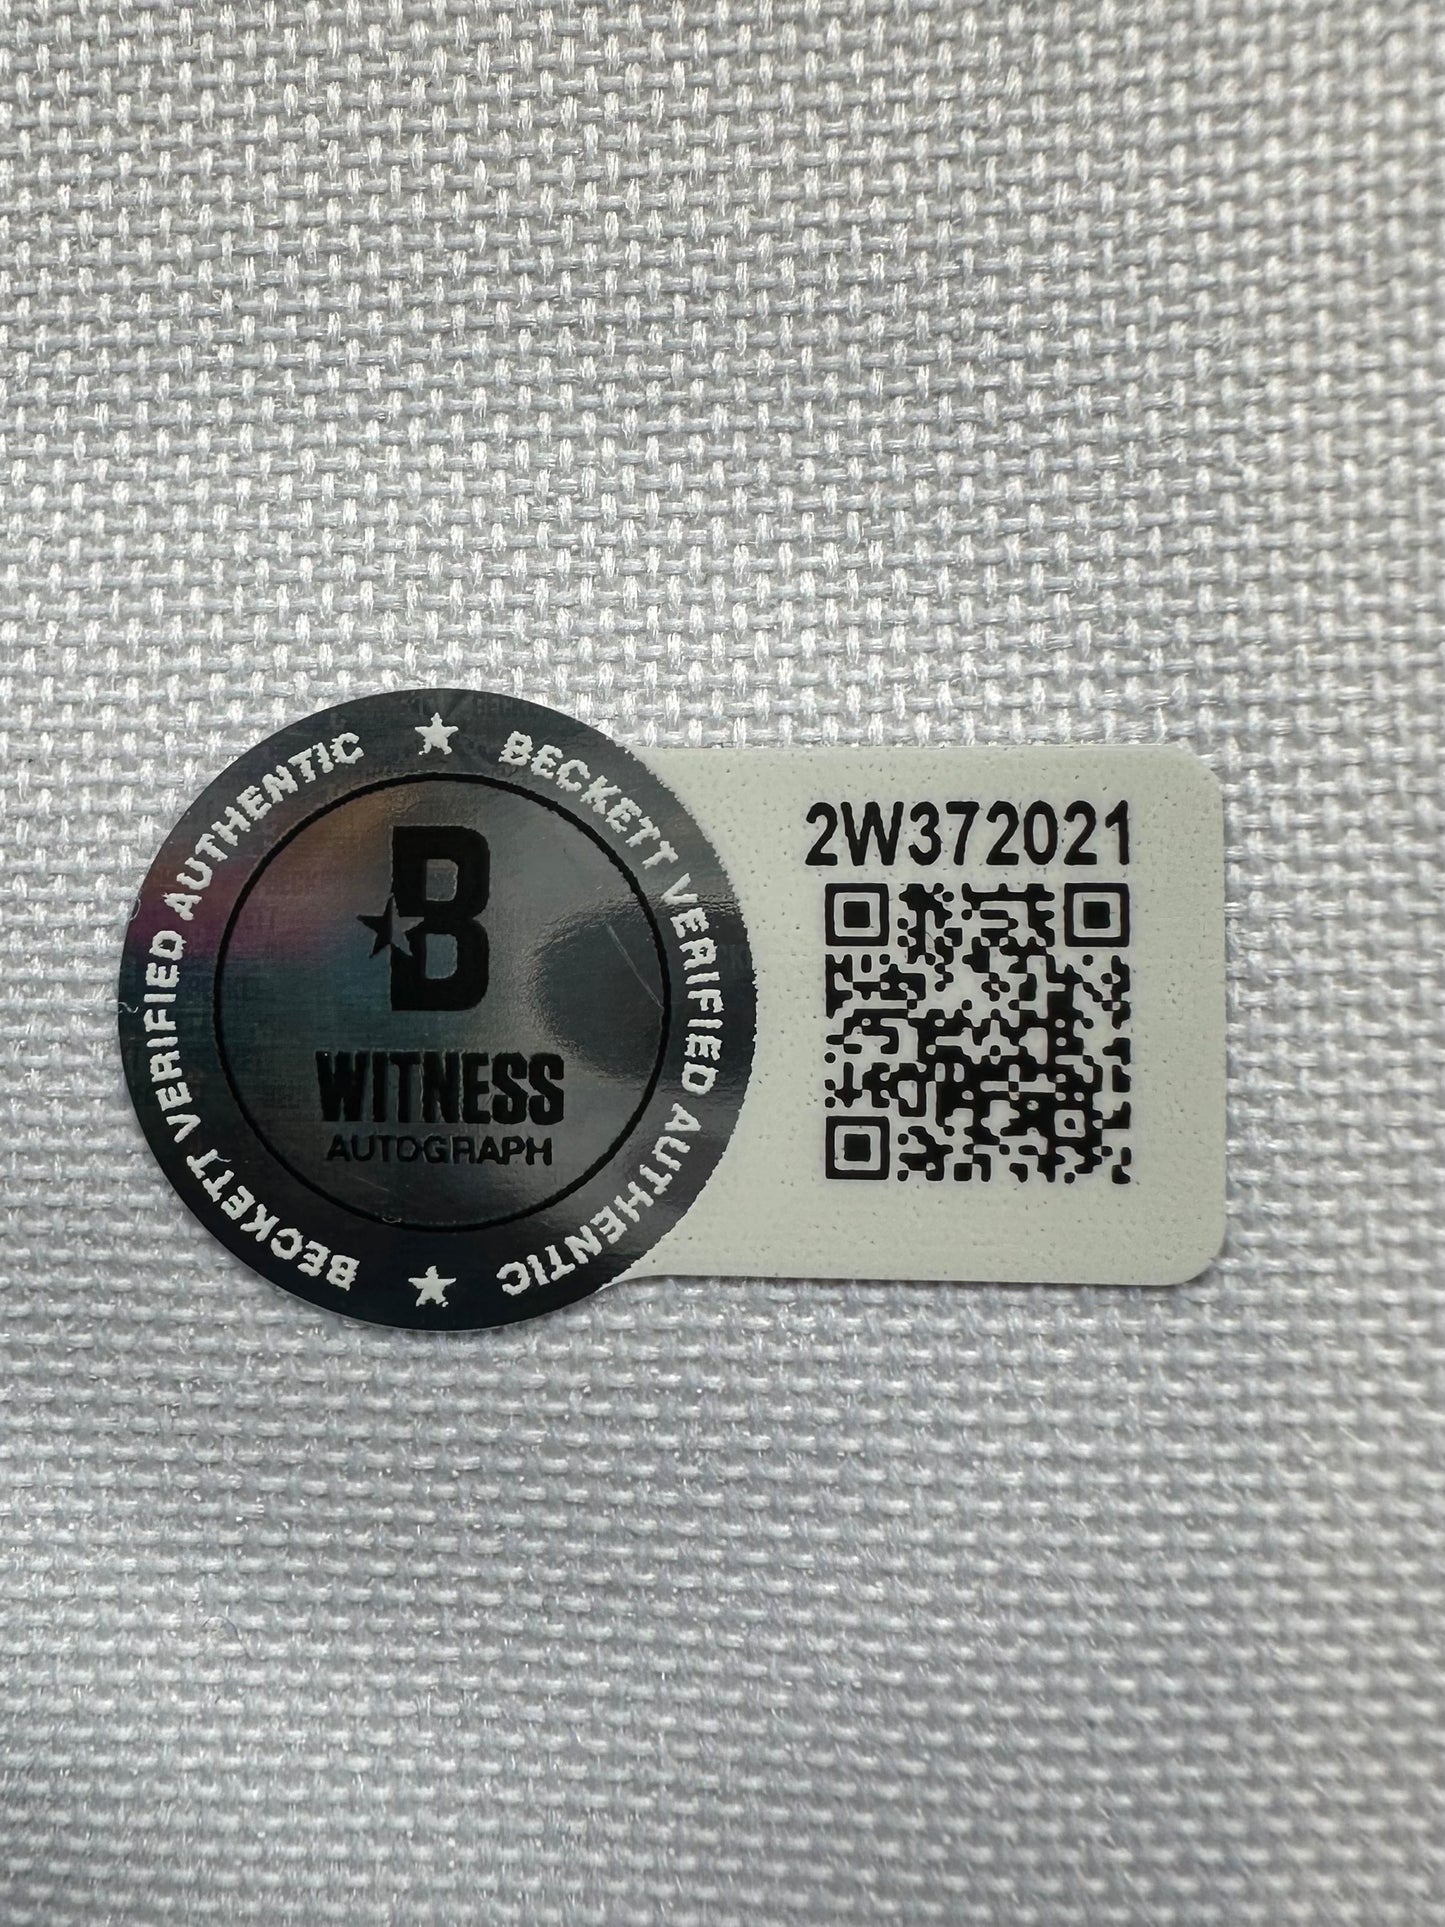 ★ BECKETT VERIFIED AUTHENTIC
★ BECKETT VERIFIED AUTHENTIC
B
WITNESS
AUTOGRAPH
2W372021